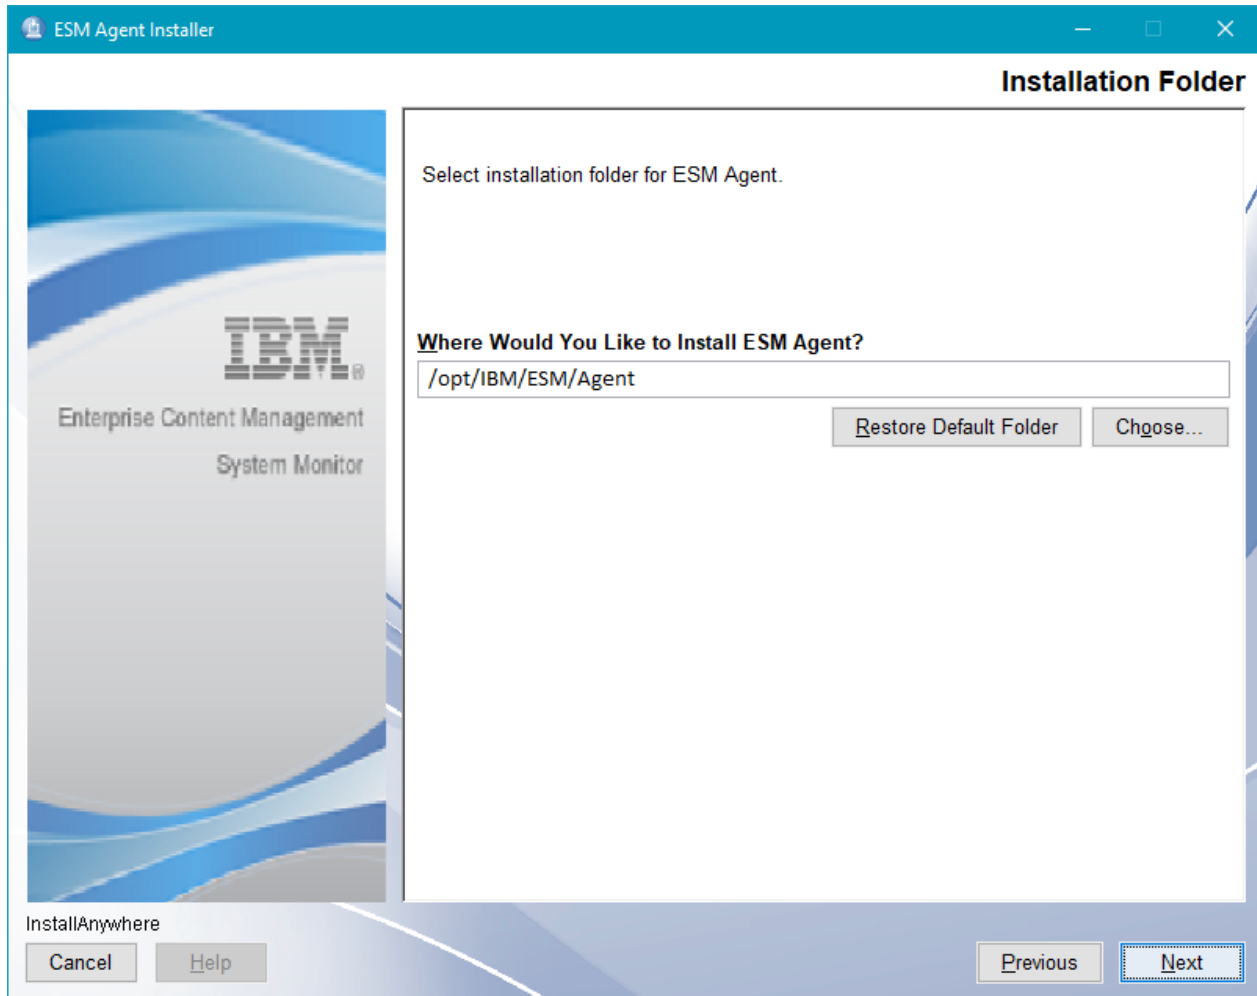 ESM Agent Installer
Installation Folder
Select installation folder for ESM Agent.
IBM®
Enterprise Content Management
System Monitor
Where Would You Like to Install ESM Agent?
/opt/IBM/ESM/Agent
Restore Default Folder Choose...
InstallAnywhere
Cancel Help Previous Next